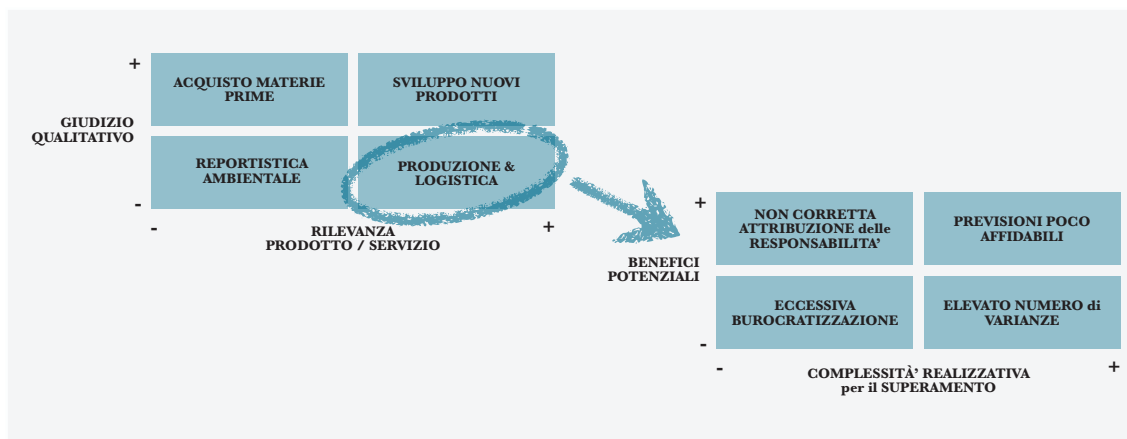 +
ACQUISTO MATERIE
PRIME
SVILUPPO NUOVI
PRODOTTI
GIUDIZIO
QUALITATIVO
REPORTISTICA
AMBIENTALE
PRODUZIONE &
LOGISTICA
-
-
RILEVANZA
PRODOTTO / SERVIZIO
+
+
NON CORRETTA
ATTRIBUZIONE delle
RESPONSABILITA’
PREVISIONI POCO
AFFIDABILI
BENEFICI
POTENZIALI
ECCESSIVA
BUROCRATIZZAZIONE
ELEVATO NUMERO di
VARIANZE
-
-
COMPLESSITÀ’ REALIZZATIVA
per il SUPERAMENTO
+